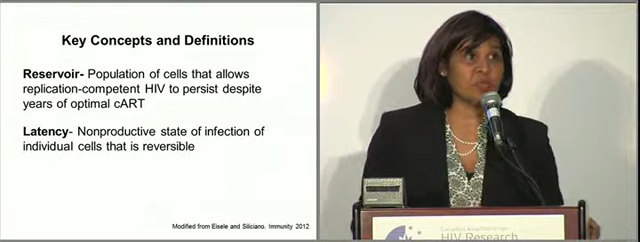 Key Concepts and Definitions
Reservoir- Population of cells that allows
replication-competent HIV to persist despite
years of optimal cART
Latency- Nonproductive state of infection of
individual cells that is reversible
Modified from Eisele and Siliciano. Immunity 2012
HIV Research